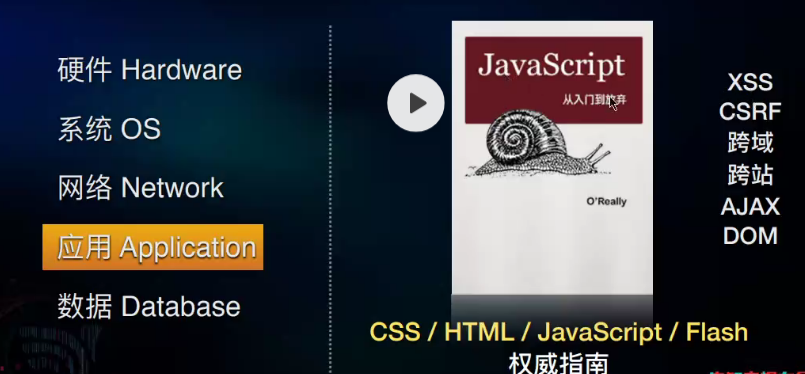 硬件 Hardware
系统 OS
网络 Network
应用 Application
数据 Database
JavaScript
从入门到放弃
O'Really
XSS
CSRF
跨域
跨站
AJAX
DOM
CSS / HTML / JavaScript / Flash
权威指南